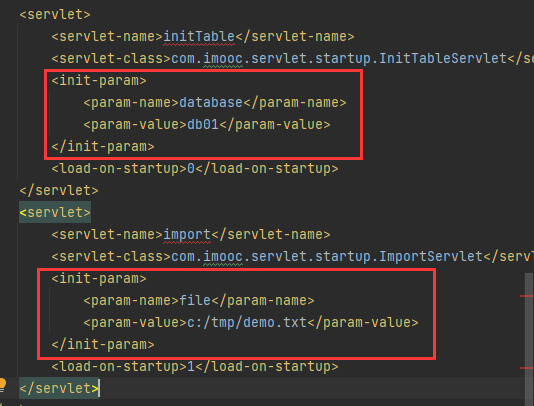 <servlet>
<servlet-name>initTable</servlet-name>
<servlet-class>com.imooc.servlet.startup.InitTableServlet</se
<init-param>
<param-name>database</param-name>
<param-value>db01</param-value>
</init-param>
<load-on-startup>0</load-on-startup>
</servlet>
<servlet>
<servlet-name>import</servlet-name>
<servlet-class>com.imooc.servlet.startup.ImportServlet</serv
<init-param>
<param-name>file</param-name>
<param-value>c:/tmp/demo.txt</param-value>
</init-param>
<load-on-startup>1</load-on-startup>
</servlet>